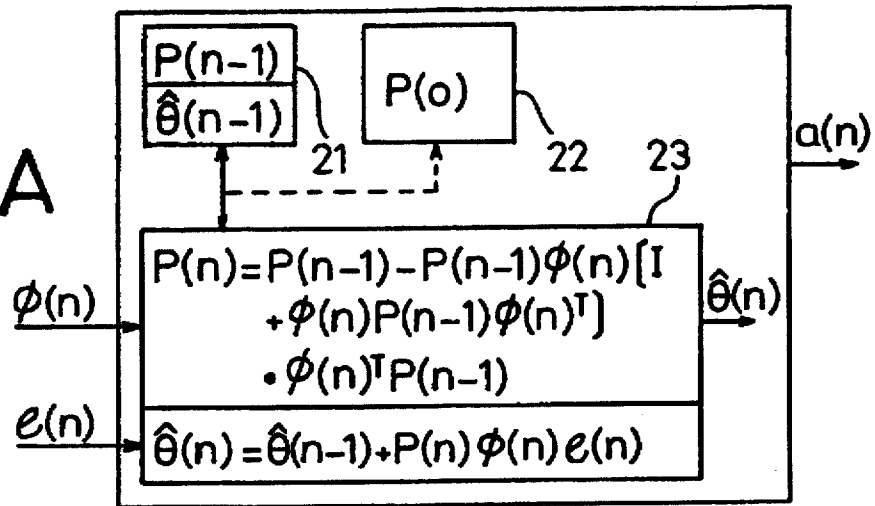 P(n-1)
θ̂(n-1)
21
P(o)
22
23
a(n)
A
P(n)=P(n-1)-P(n-1)φ(n)[I
+φ(n)P(n-1)φ(n)ᵀ]
•φ(n)ᵀP(n-1)
φ(n)
θ̂(n)
e(n)
θ̂(n)=θ̂(n-1)+P(n)φ(n)e(n)